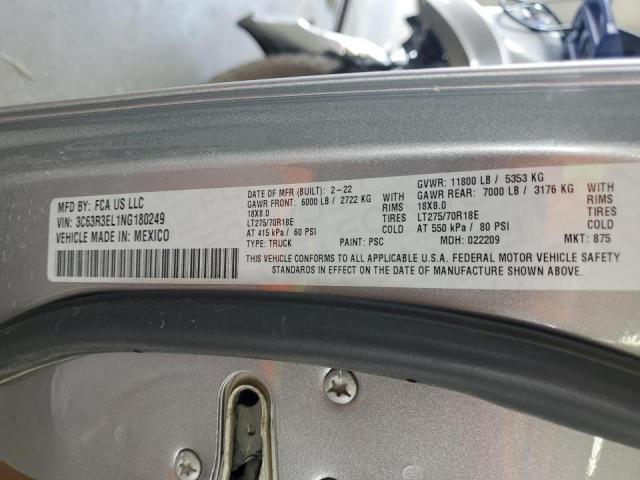 MFD BY: FCA US LLC
VIN: 3C63R3EL1NG180249
VEHICLE MADE IN: MEXICO
DATE OF MFR (BUILT): 2-22
GAWR FRONT: 6000 LB / 2722 KG WITH
18X8.0 RIMS
LT275/70R18E TIRES
AT 415 kPa / 60 PSI COLD
TYPE: TRUCK PAINT: PSC
GVWR: 11800 LB / 5353 KG
GAWR REAR: 7000 LB / 3176 KG WITH
18X8.0 RIMS
LT275/70R18E TIRES
AT 550 kPa / 80 PSI COLD
MDH: 022209 MKT: 875
THIS VEHICLE CONFORMS TO ALL APPLICABLE U.S.A. FEDERAL MOTOR VEHICLE SAFETY
STANDARDS IN EFFECT ON THE DATE OF MANUFACTURE SHOWN ABOVE.